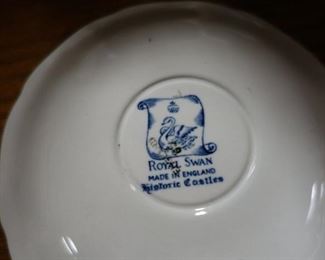 ROYAL SWAN
MADE IN ENGLAND
Historic Castles